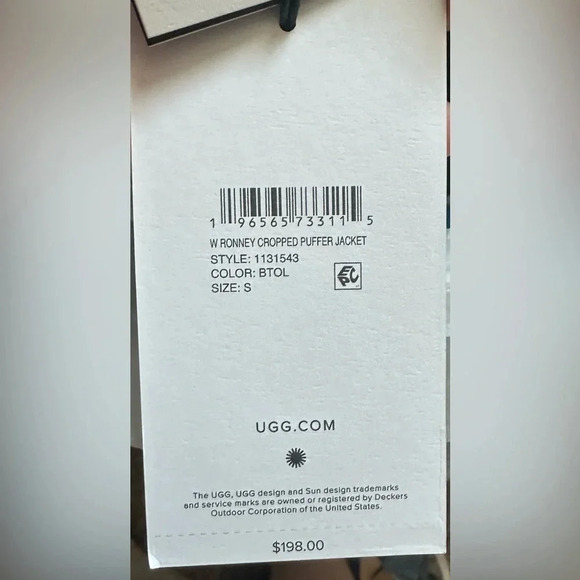 1 96565 73311 5
W RONNEY CROPPED PUFFER JACKET
STYLE: 1131543
COLOR: BTOL
SIZE: S
EPC
UGG.COM
The UGG, UGG design and Sun design trademarks
and service marks are owned or registered by Deckers
Outdoor Corporation of the United States.
$198.00